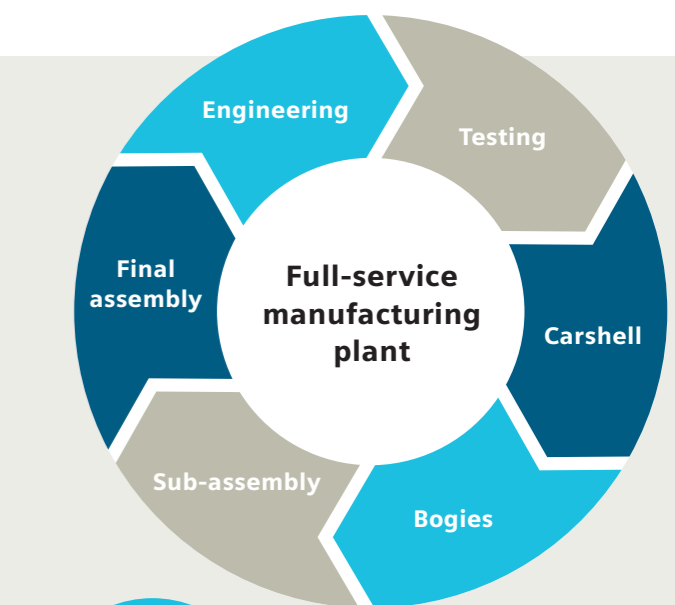 Engineering
Testing
Final
assembly
Full-service
manufacturing
plant
Carshell
Sub-assembly
Bogies